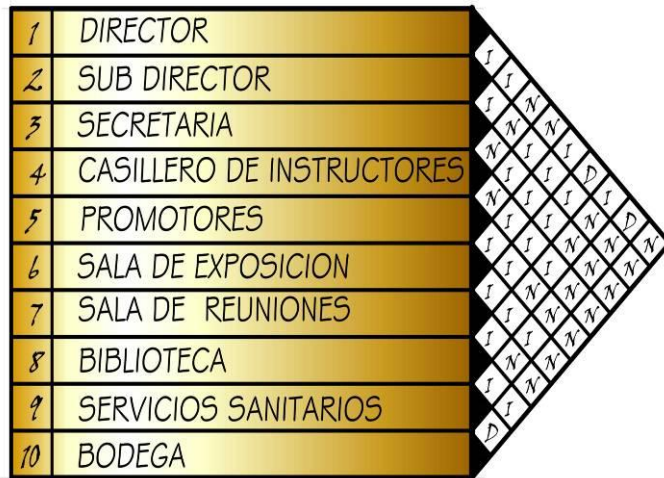 1 DIRECTOR
2 SUB DIRECTOR
3 SECRETARIA
4 CASILLERO DE INSTRUCTORES
5 PROMOTORES
6 SALA DE EXPOSICION
7 SALA DE REUNIONES
8 BIBLIOTECA
9 SERVICIOS SANITARIOS
10 BODEGA
I I N N I D I D N
I N I I I N N N
N I I I N N N
N I I N N N
I I N N N
I I I N
I N N
I I
D